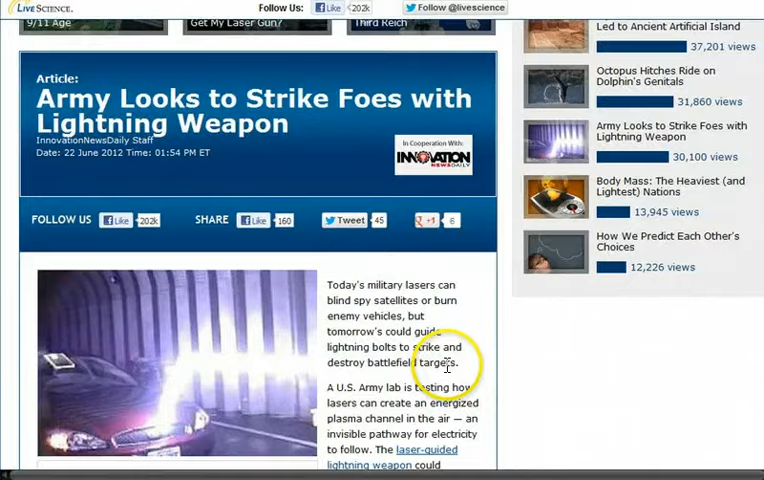 LIVESCIENCE.
Follow Us:
Like
202k
Follow @livescience
9/11 Age
Get My Laser Gun?
Third Reich
Led to Ancient Artificial Island
37,201 views
Octopus Hitches Ride on
Dolphin's Genitals
31,860 views
Army Looks to Strike Foes with
Lightning Weapon
30,100 views
Body Mass: The Heaviest (and
Lightest) Nations
13,945 views
How We Predict Each Other's
Choices
12,226 views
Article:
Army Looks to Strike Foes with
Lightning Weapon
InnovationNewsDaily Staff
Date: 22 June 2012 Time: 01:54 PM ET
In Cooperation With:
INNOVATION
NEWSDAILY
FOLLOW US
Like
202k
SHARE
Like
160
Tweet
45
+1
6
Today's military lasers can
blind spy satellites or burn
enemy vehicles, but
tomorrow's could guide
lightning bolts to strike and
destroy battlefield targets.
A U.S. Army lab is testing how
lasers can create an energized
plasma channel in the air — an
invisible pathway for electricity
to follow. The laser-guided
lightning weapon could